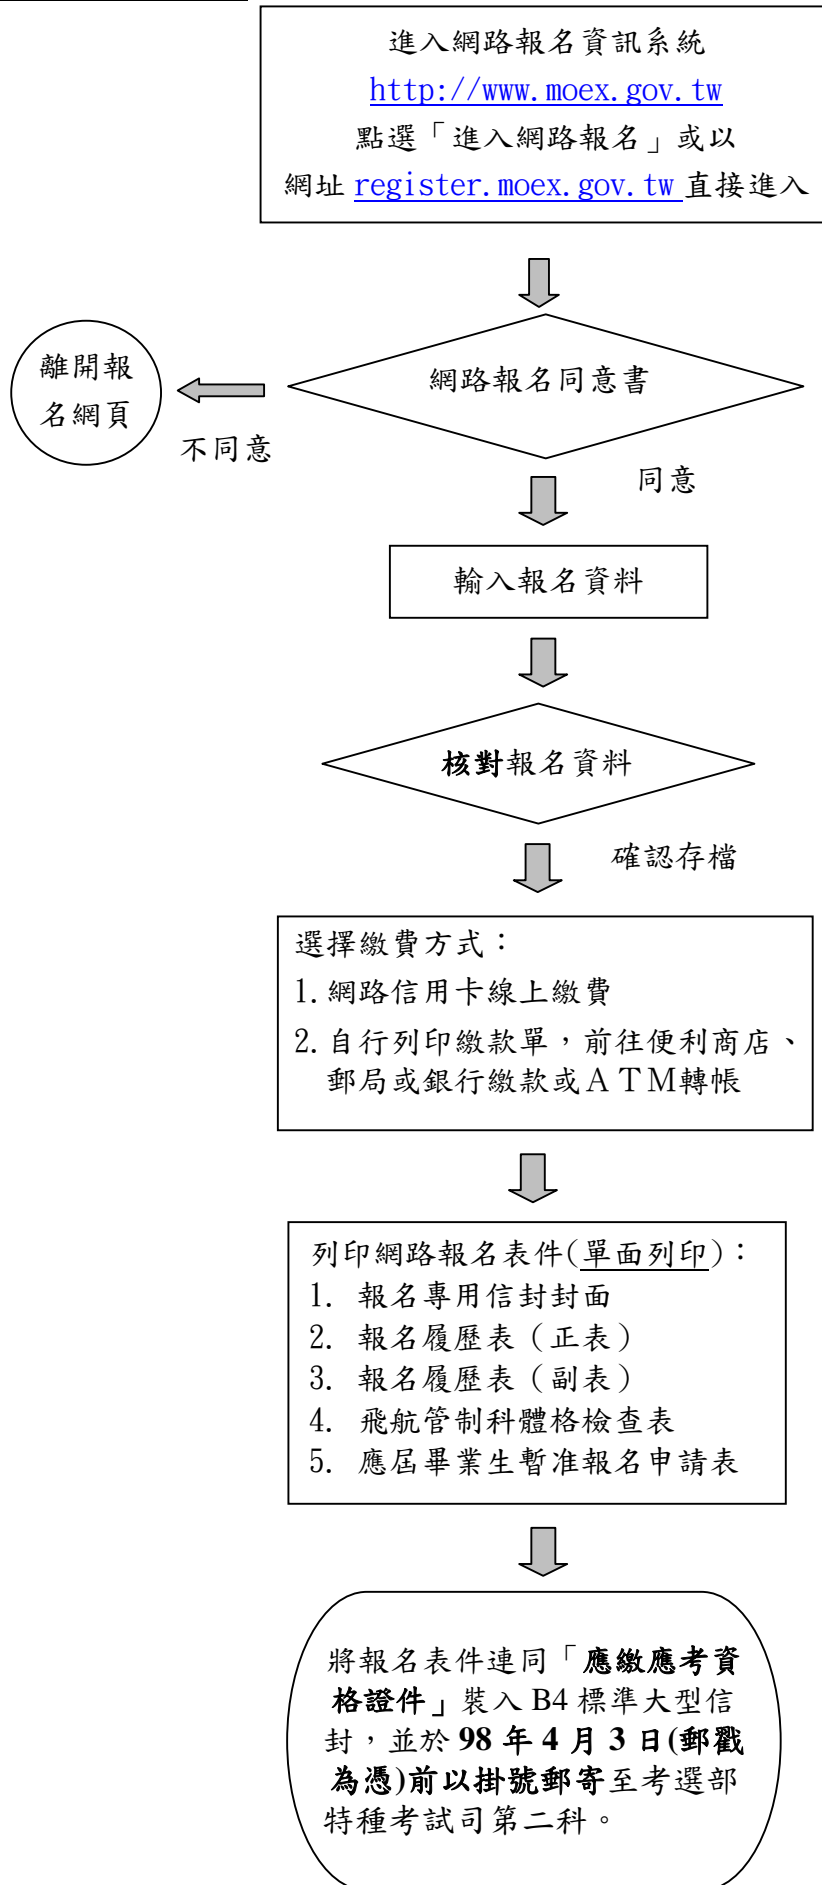 進入網路報名資訊系統
http://www.moex.gov.tw
點選「進入網路報名」或以
網址 register.moex.gov.tw 直接進入
網路報名同意書
離開報
名網頁
不同意
同意
輸入報名資料
核對報名資料
確認存檔
選擇繳費方式：
1.網路信用卡線上繳費
2.自行列印繳款單，前往便利商店、
郵局或銀行繳款或ＡＴＭ轉帳
列印網路報名表件(單面列印)：
1. 報名專用信封封面
2. 報名履歷表（正表）
3. 報名履歷表（副表）
4. 飛航管制科體格檢查表
5. 應屆畢業生暫准報名申請表
將報名表件連同「應繳應考資
格證件」裝入 B4 標準大型信
封，並於 98 年 4 月 3 日(郵戳
為憑)前以掛號郵寄至考選部
特種考試司第二科。